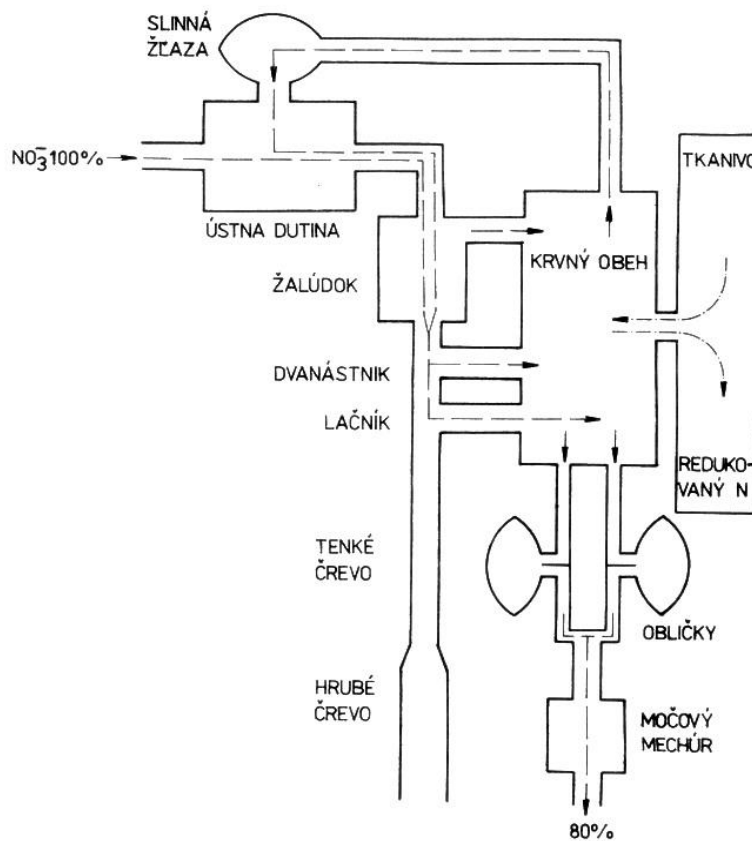 SLINNÁ
ŽĽAZA
NO₃⁻ 100%
TKANIVO
ÚSTNA DUTINA
KRVNÝ OBEH
ŽALÚDOK
DVANÁSTNIK
LAČNÍK
REDUKO-
VANÝ N
TENKÉ
ČREVO
OBLIČKY
HRUBÉ
ČREVO
MOČOVÝ
MECHÚR
80%